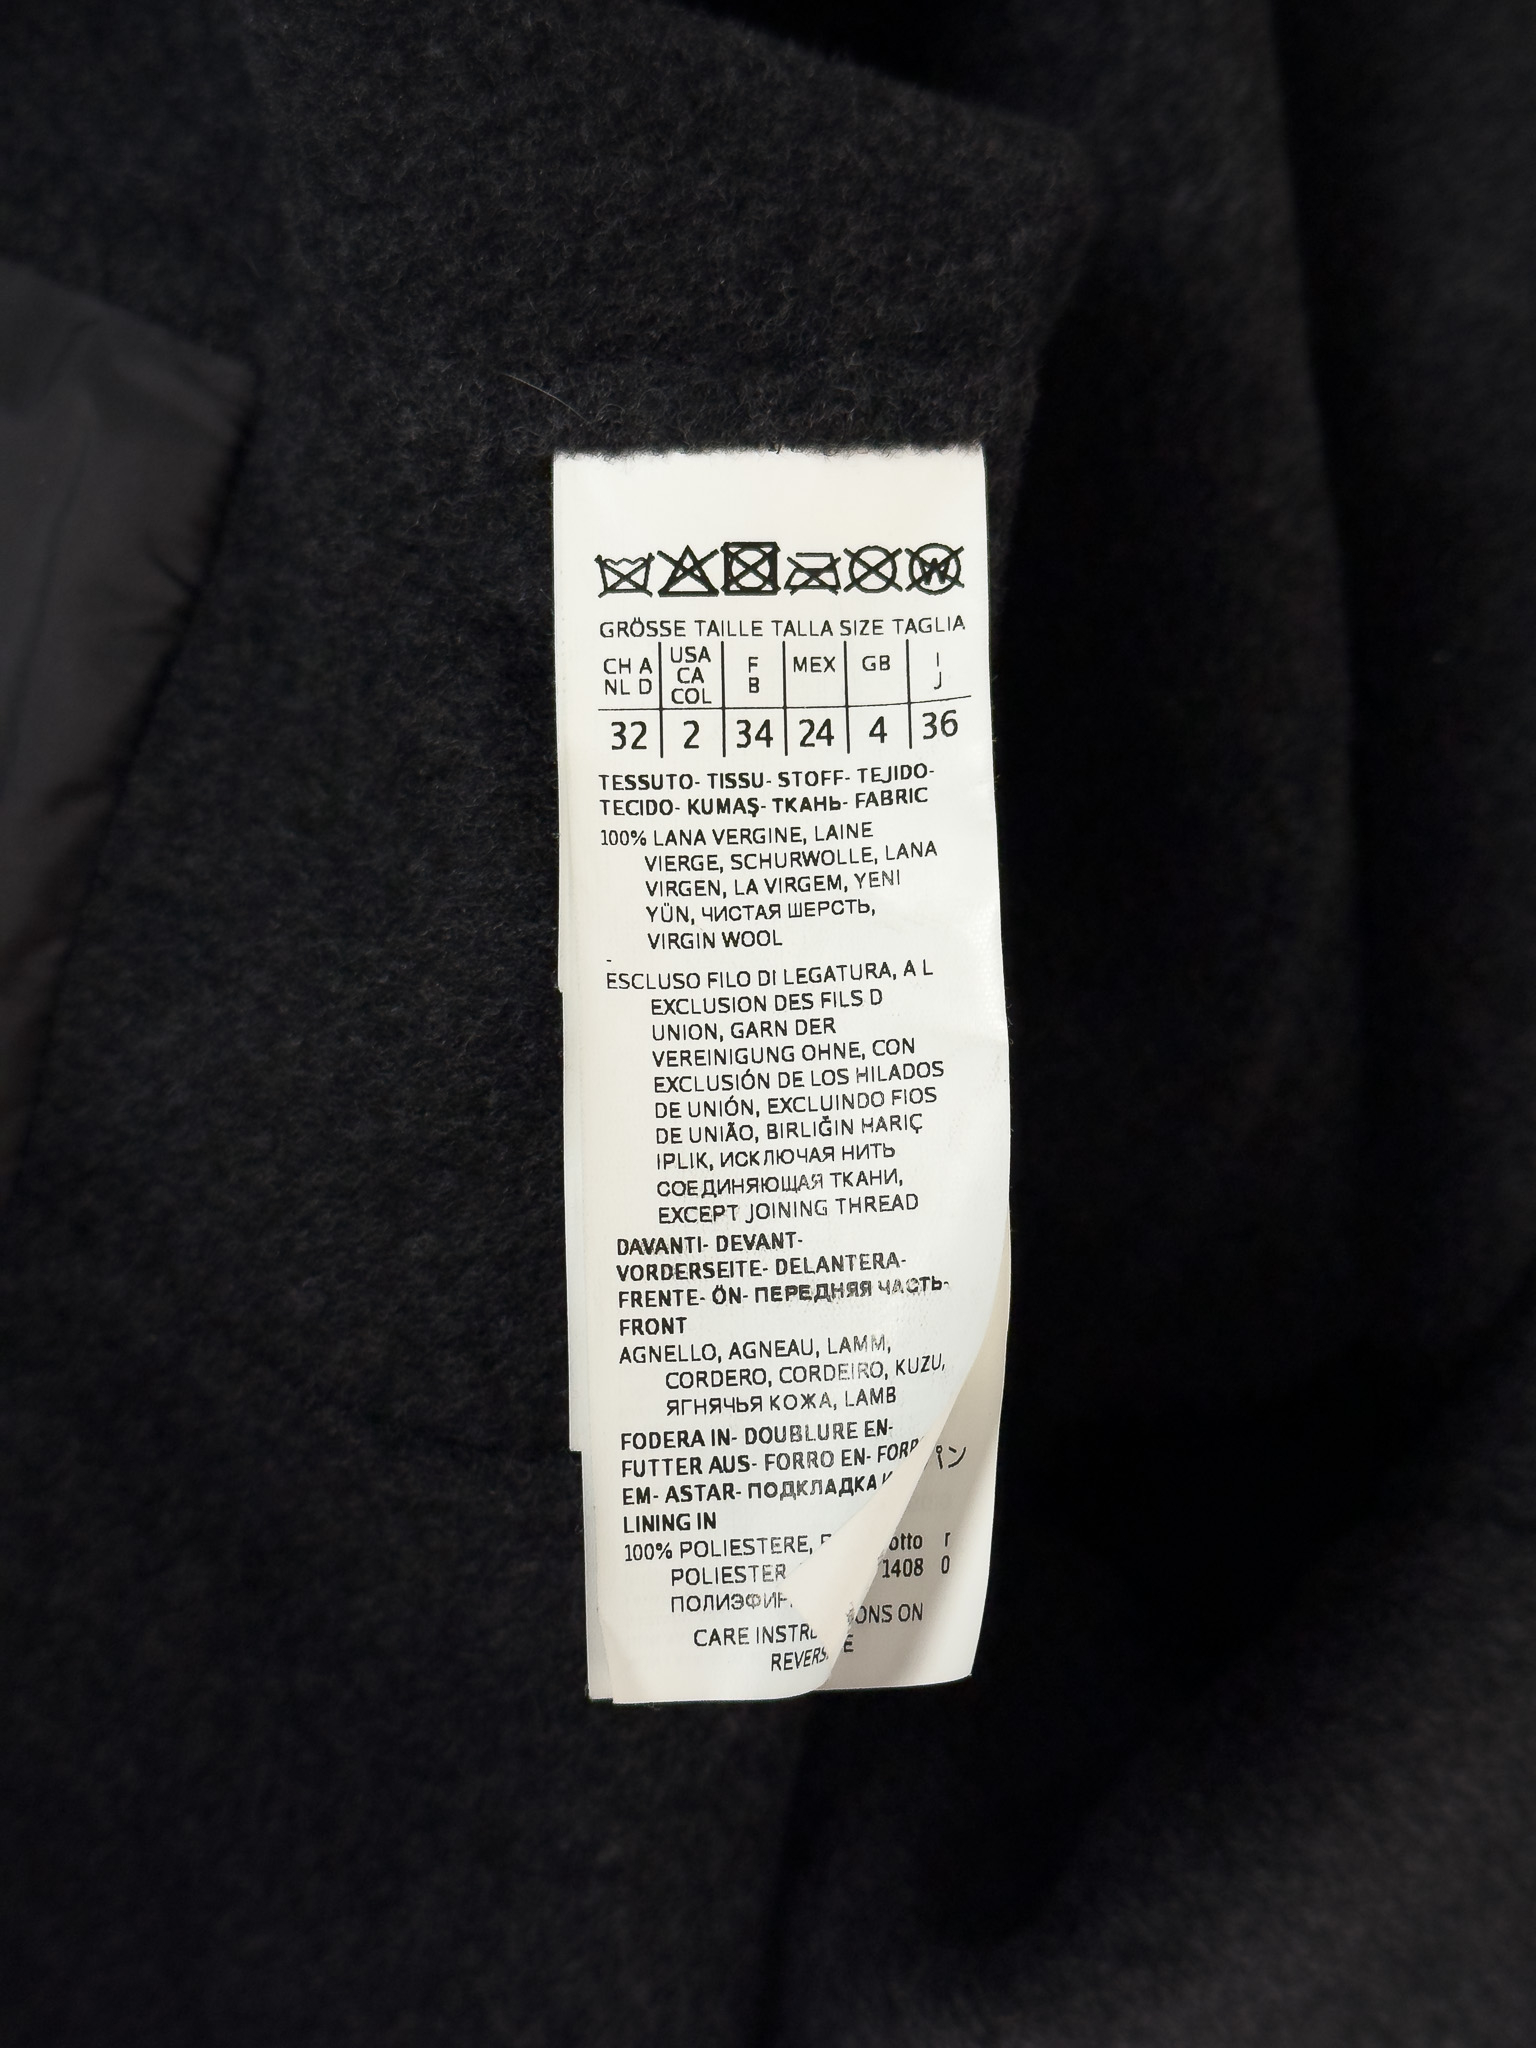 GRÖSSE TAILLE TALLA SIZE TAGLIA
CH A NL D USA CA COL F B MEX GB I J
32 2 34 24 4 36
TESSUTO- TISSU- STOFF- TEJIDO-
TECIDO- KUMAŞ- ТКАНЬ- FABRIC
100% LANA VERGINE, LAINE
VIERGE, SCHURWOLLE, LANA
VIRGEN, LA VIRGEM, YENI
YÜN, ЧИСТАЯ ШЕРСТЬ,
VIRGIN WOOL
-
ESCLUSO FILO DI LEGATURA, A L
EXCLUSION DES FILS D
UNION, GARN DER
VEREINIGUNG OHNE, CON
EXCLUSIÓN DE LOS HILADOS
DE UNIÓN, EXCLUINDO FIOS
DE UNIÃO, BIRLIĞIN HARIÇ
IPLIK, ИСКЛЮЧАЯ НИТЬ
СОЕДИНЯЮЩАЯ ТКАНИ,
EXCEPT JOINING THREAD
DAVANTI- DEVANT-
VORDERSEITE- DELANTERA-
FRENTE- ÖN- ПЕРЕДНЯЯ ЧАСТЬ-
FRONT
AGNELLO, AGNEAU, LAMM,
CORDERO, CORDEIRO, KUZU,
ЯГНЯЧЬЯ КОЖА, LAMB
FODERA IN- DOUBLURE EN-
FUTTER AUS- FORRO EN-
EM- ASTAR- ПОДКЛАДКА
LINING IN
100% POLIESTERE,
POLIESTER
CARE
1408 0
ON